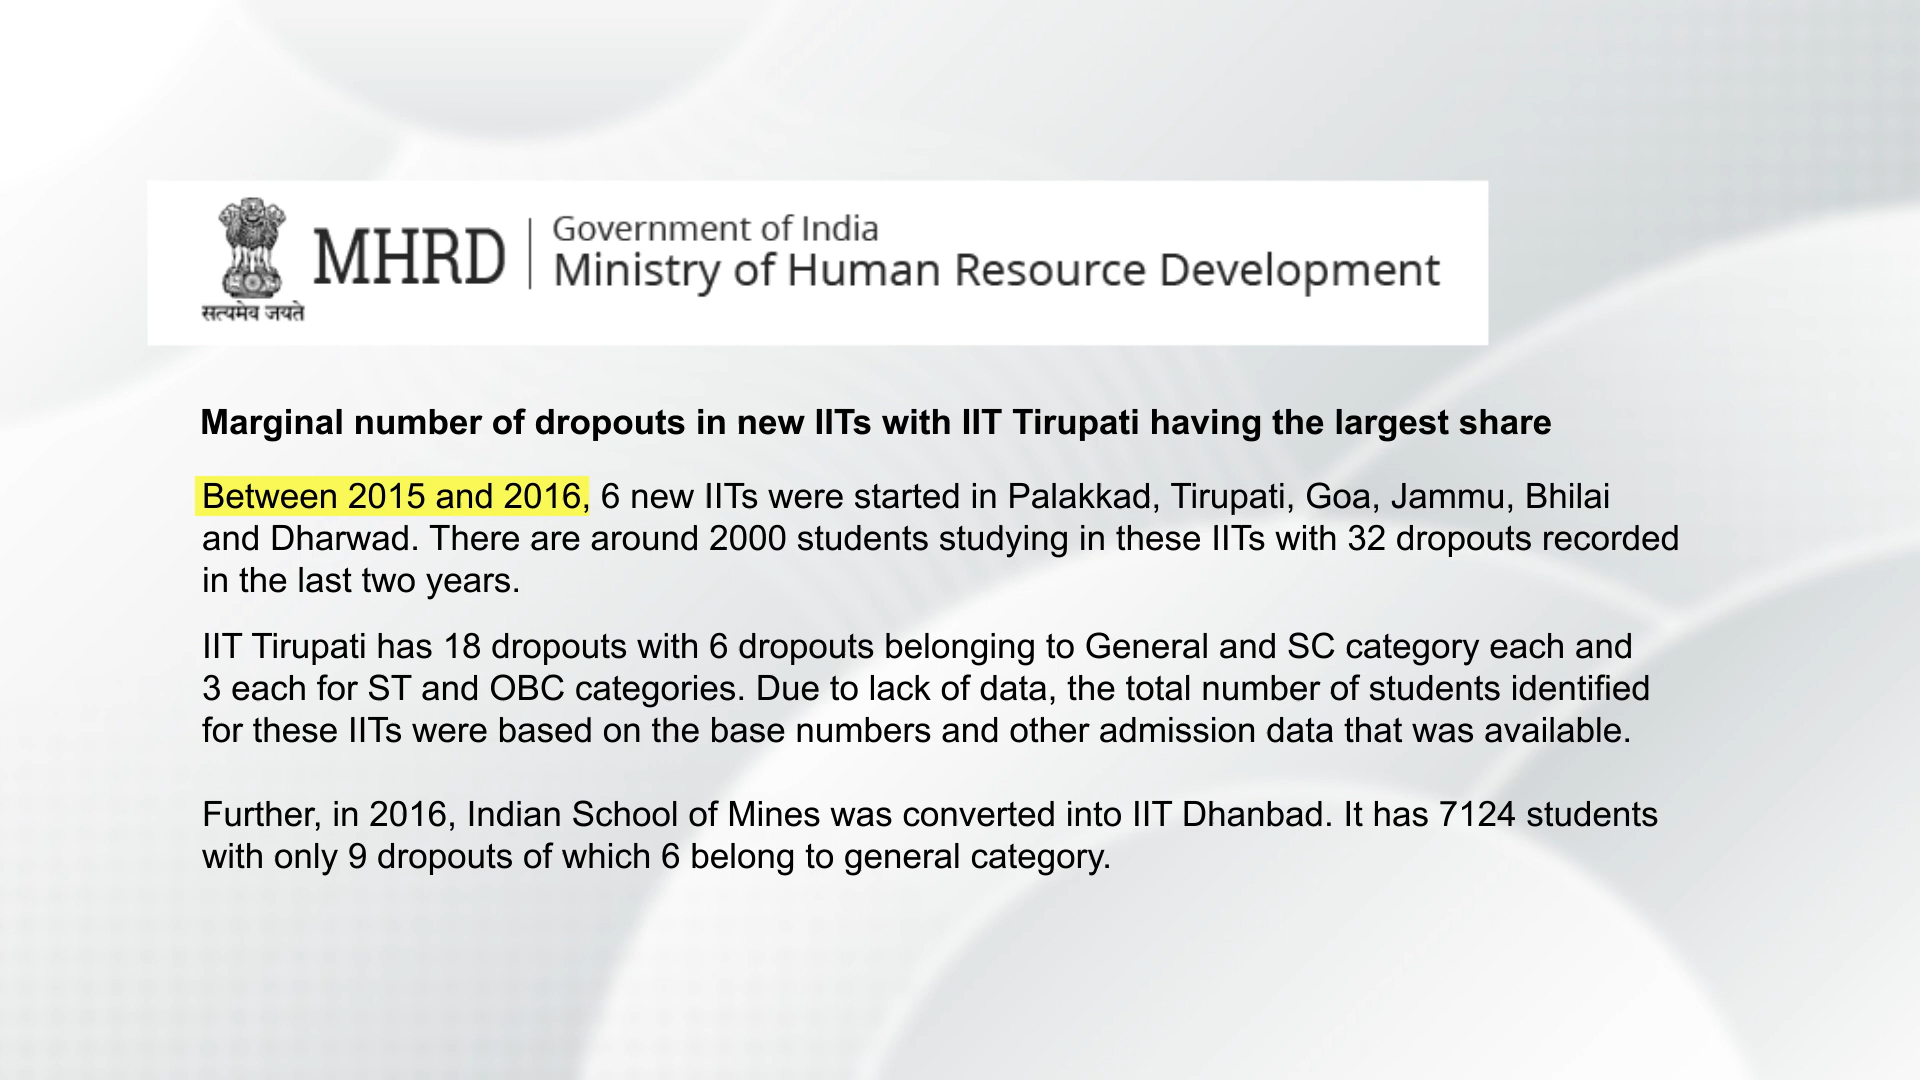 सत्यमेव जयते
MHRD
Government of India
Ministry of Human Resource Development
Marginal number of dropouts in new IITs with IIT Tirupati having the largest share
Between 2015 and 2016, 6 new IITs were started in Palakkad, Tirupati, Goa, Jammu, Bhilai
and Dharwad. There are around 2000 students studying in these IITs with 32 dropouts recorded
in the last two years.
IIT Tirupati has 18 dropouts with 6 dropouts belonging to General and SC category each and
3 each for ST and OBC categories. Due to lack of data, the total number of students identified
for these IITs were based on the base numbers and other admission data that was available.
Further, in 2016, Indian School of Mines was converted into IIT Dhanbad. It has 7124 students
with only 9 dropouts of which 6 belong to general category.